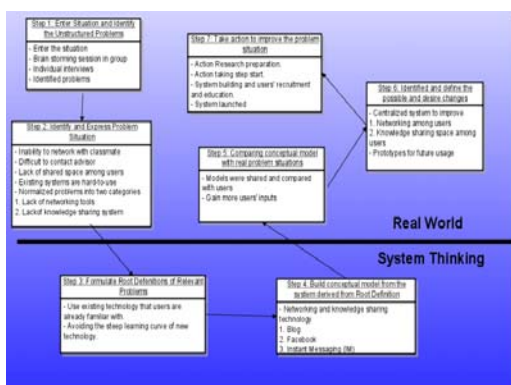 Step 1: Enter Situation and Identify
the Unstructured Problems
- Enter the situation
- Brain storming session in group
- Individual interviews
- Identified problems
Step 2: Identify and Express Problem
Situation
- Inability to network with classmate
- Difficult to contact advisor
- Lack of shared space among users
- Existing systems are hard-to-use
- Normalized problems into two categories
1. Lack of networking tools
2. Lackof knowledge sharing system
Step 3: Formulate Root Definitions of Relevant
Problems
- Use existing technology that users are
already familiar with.
- Avoiding the steep learning curve of new
technology.
Step 4: Build conceptual model from the
system derived from Root Definition
- Networking and knowledge sharing
technology
1. Blog
2. Facebook
3. Instant Messaging (IM)
Step 5: Comparing conceptual model
with real problem situations
- Models were shared and compared
with users
- Gain more users' inputs
Step 6: Identified and define the
possible and desire changes
- Centralized system to improve
1. Networking among users
2. Knowledge sharing space among
users
- Prototypes for future usage
Step 7: Take action to improve the problem
situation
- Action Research preparation.
- Action taking step start.
- System building and users' recruitment
and education.
- System launched
Real World
System Thinking